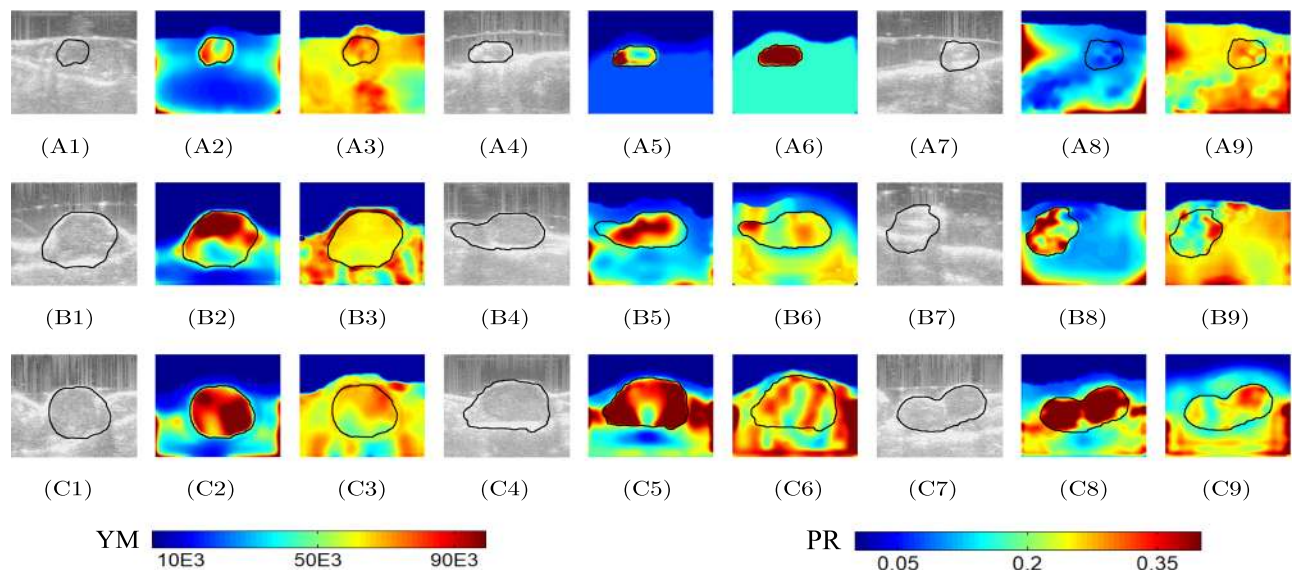 (A1) (A2) (A3) (A4) (A5) (A6) (A7) (A8) (A9)
(B1) (B2) (B3) (B4) (B5) (B6) (B7) (B8) (B9)
(C1) (C2) (C3) (C4) (C5) (C6) (C7) (C8) (C9)
YM PR
10E3 50E3 90E3 0.05 0.2 0.35